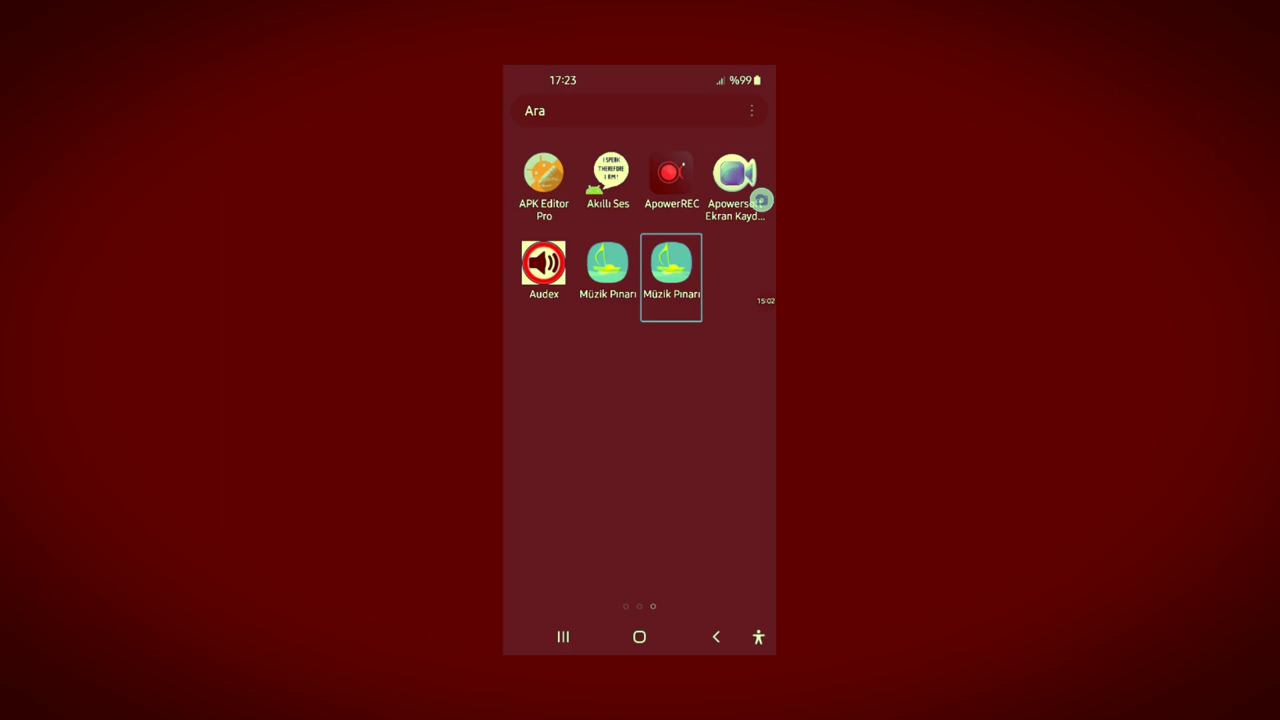 17:23
%99
Ara
I SPEAK
THEREFORE
I AM!
APK Editor
Pro
Akıllı Ses
ApowerREC
Apowersoft
Ekran Kayd...
Audex
Müzik Pınarı
Müzik Pınarı
15:02